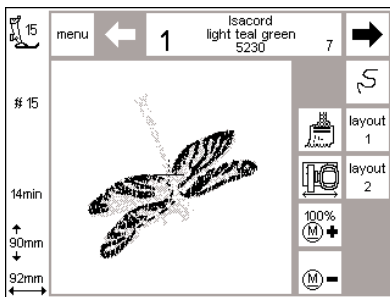 15
menu
1
Isacord
light teal green
5230
7
# 15
layout
1
layout
2
14min
90mm
92mm
100%
M +
M -